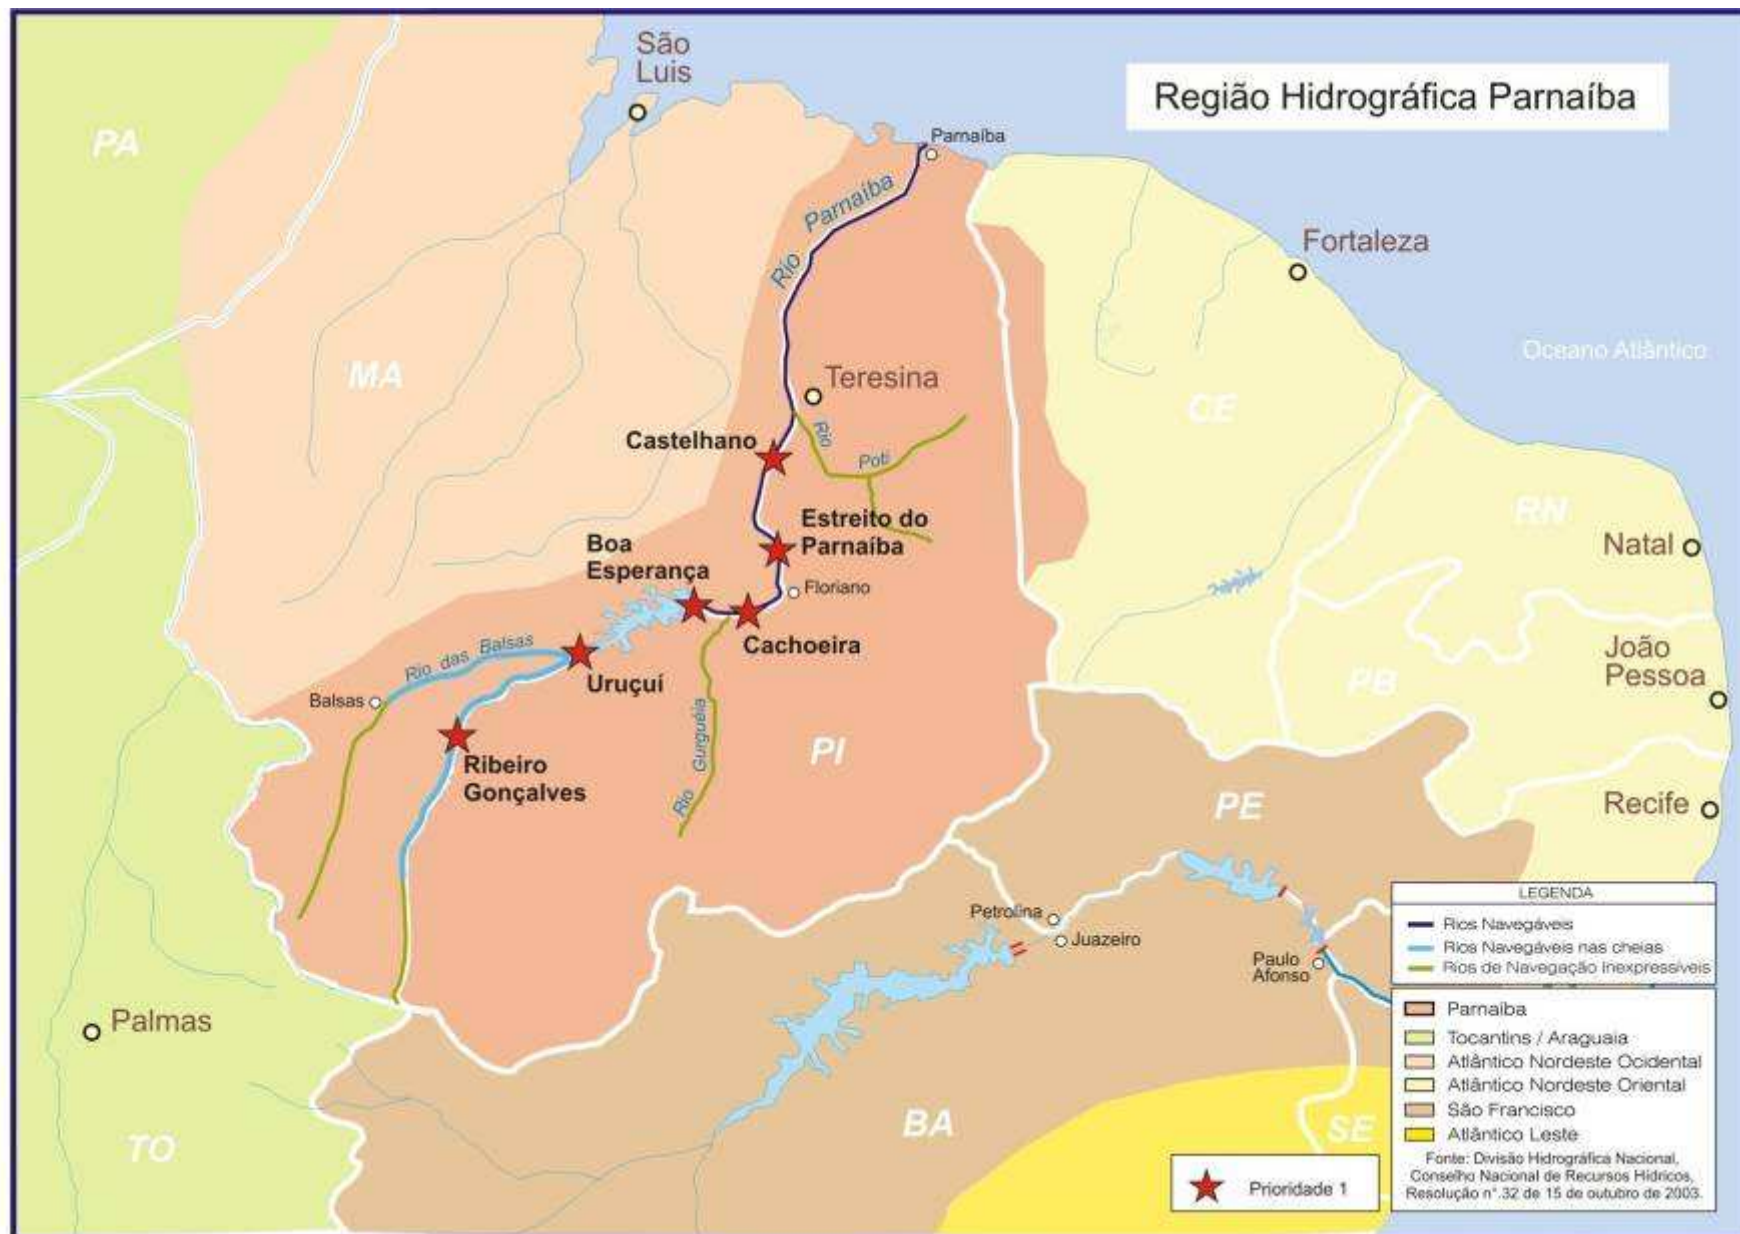 São
Luis
Região Hidrográfica Parnaíba
PA
Parnaíba
Rio Parnaíba
Fortaleza
Oceano Atlântico
MA
Teresina
CE
Castelhano
Rio
Poti
Estreito do
Parnaíba
RN
Natal
Boa
Esperança
Floriano
Cachoeira
João
Pessoa
Rio das Balsas
Uruçuí
PB
Balsas
Rio Gurguéia
PI
Ribeiro
Gonçalves
PE
Recife
LEGENDA
Rios Navegáveis
Rios Navegáveis nas cheias
Rios de Navegação Inexpressíveis
Petrolina
Juazeiro
Paulo
Afonso
Palmas
Parnaíba
Tocantins / Araguaia
Atlântico Nordeste Ocidental
Atlântico Nordeste Oriental
São Francisco
Atlântico Leste
Fonte: Divisão Hidrográfica Nacional,
Conselho Nacional de Recursos Hídricos,
Resolução n°.32 de 15 de outubro de 2003.
TO
BA
SE
Prioridade 1